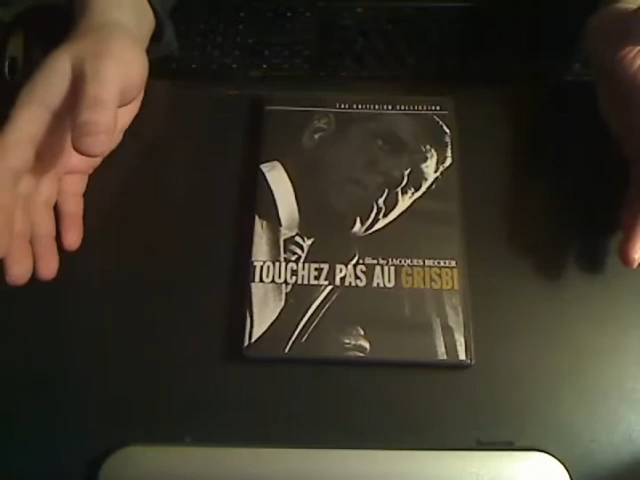 THE CRITERION COLLECTION
a film by JACQUES BECKER
TOUCHEZ PAS AU GRISBI